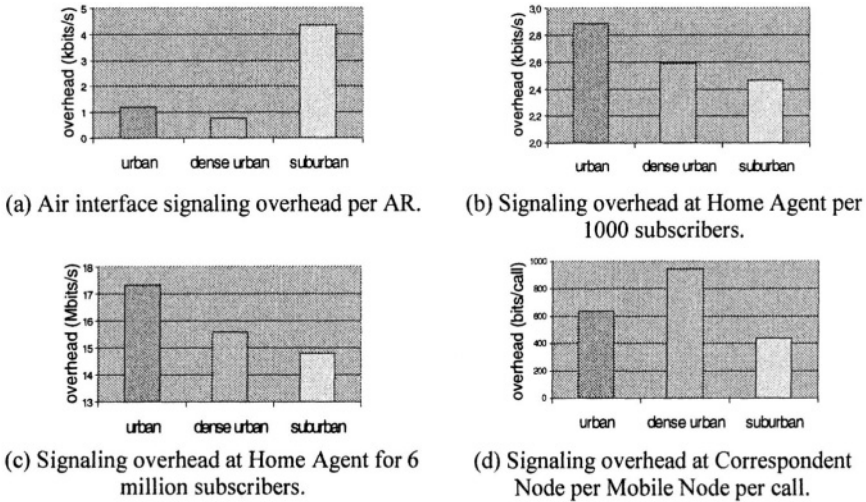 5
4
3
2
1
0
overhead (kbits/s)
urban
dense urban
suburban
(a) Air interface signaling overhead per AR.
3,0
2,8
2,6
2,4
2,2
2,0
overhead (kbits/s)
urban
dense urban
suburban
(b) Signaling overhead at Home Agent per
1000 subscribers.
18
17
16
15
14
13
overhead (Mbits/s)
urban
dense urban
suburban
(c) Signaling overhead at Home Agent for 6
million subscribers.
1000
800
600
400
200
0
overhead (bits/call)
urban
dense urban
suburban
(d) Signaling overhead at Correspondent
Node per Mobile Node per call.